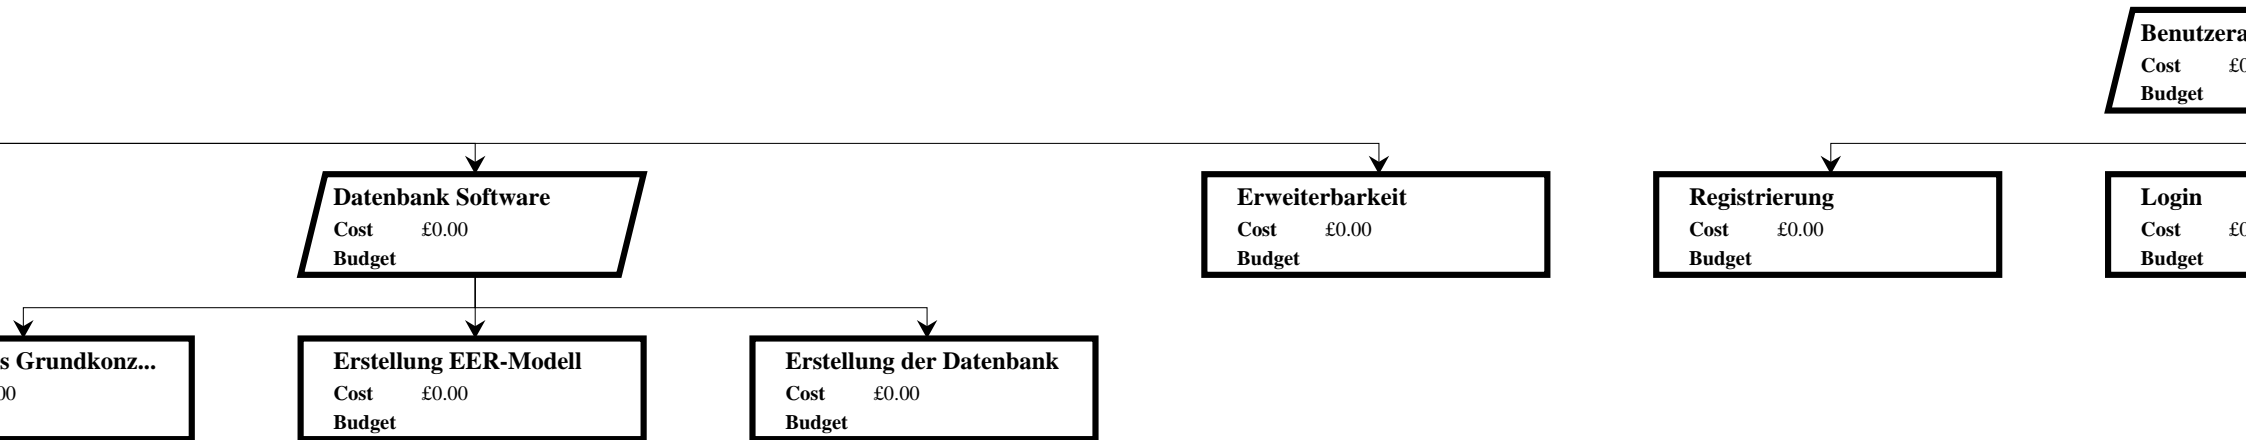 Benutzera
Cost £0
Budget
Datenbank Software
Cost £0.00
Budget
Erweiterbarkeit
Cost £0.00
Budget
Registrierung
Cost £0.00
Budget
Login
Cost £0
Budget
s Grundkonz...
00
Erstellung EER-Modell
Cost £0.00
Budget
Erstellung der Datenbank
Cost £0.00
Budget